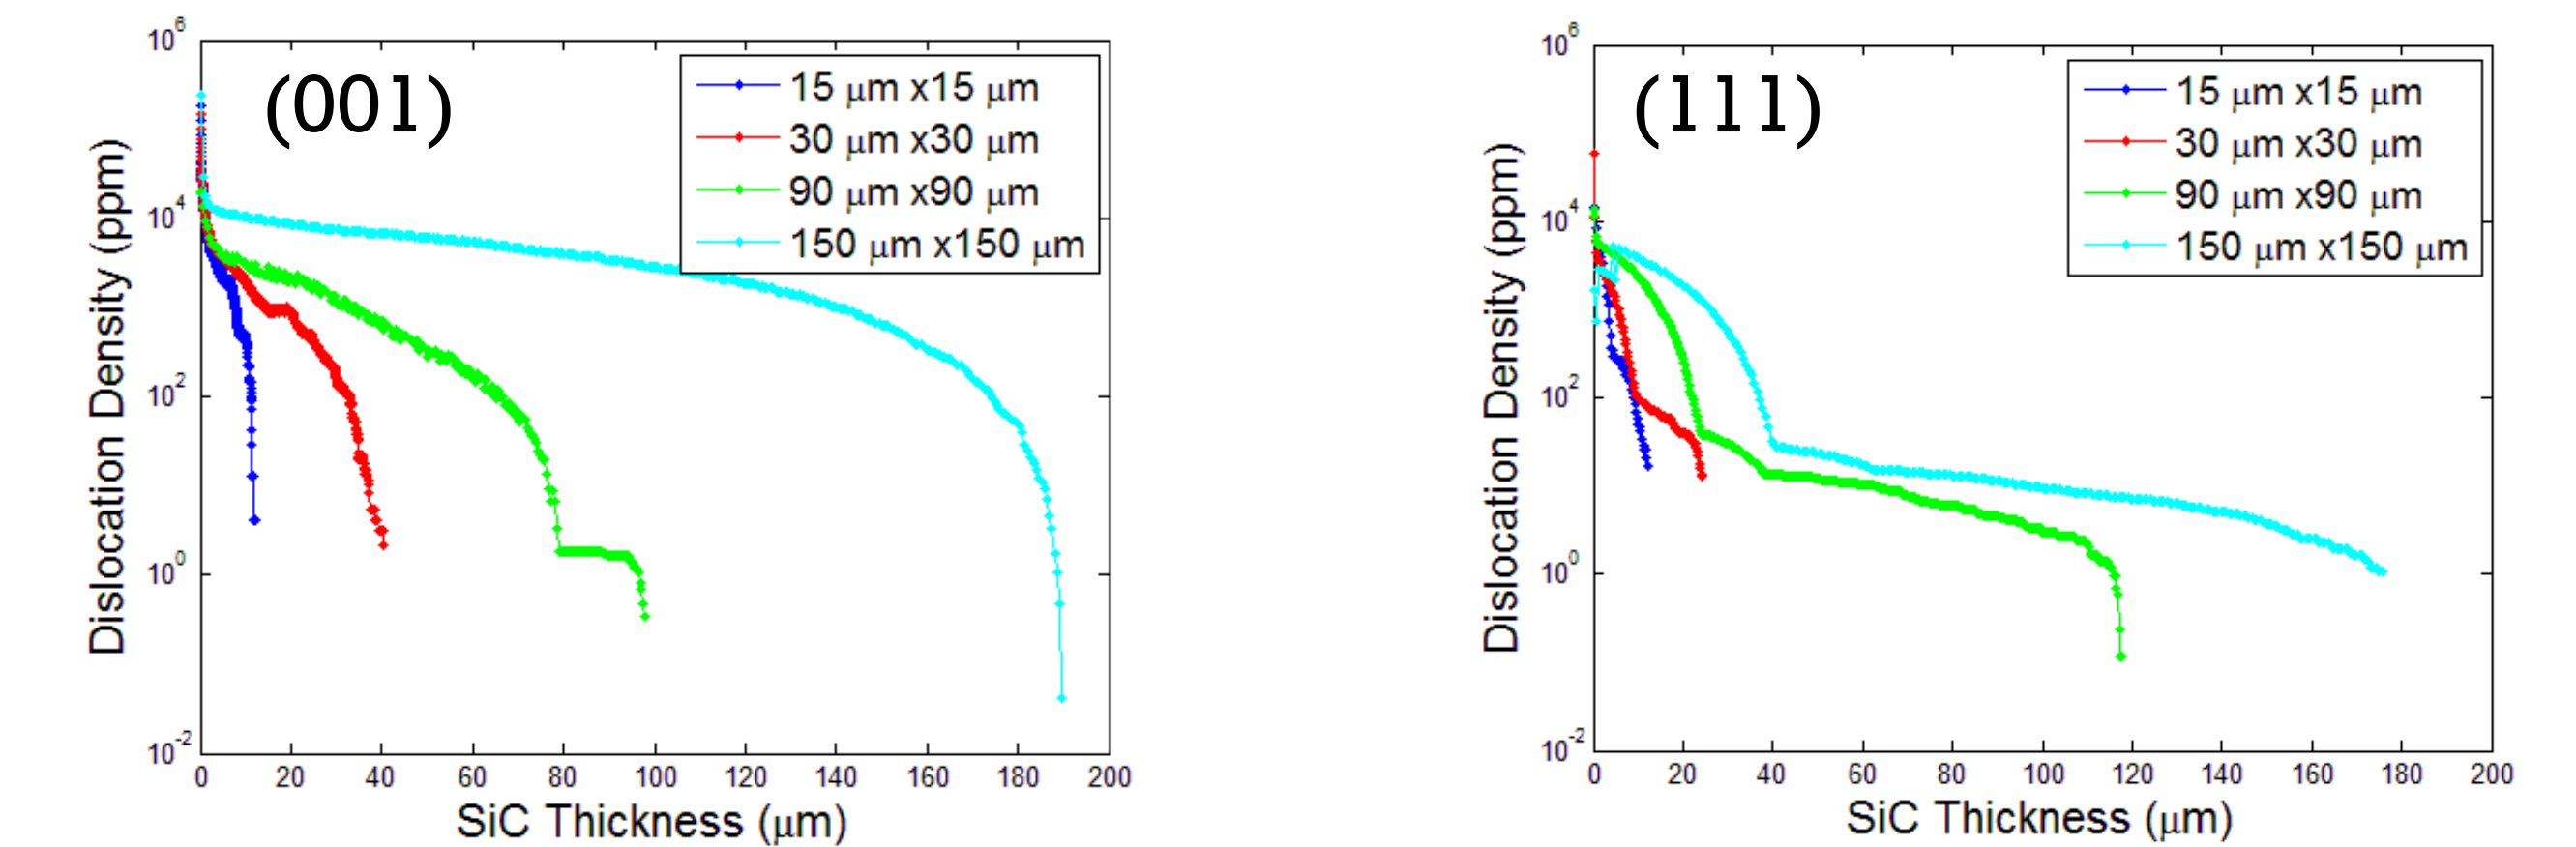 (001)
Dislocation Density (ppm)
10^6
10^4
10^2
10^0
10^-2
15 μm x15 μm
30 μm x30 μm
90 μm x90 μm
150 μm x150 μm
0 20 40 60 80 100 120 140 160 180 200
SiC Thickness (μm)
(111)
Dislocation Density (ppm)
10^6
10^4
10^2
10^0
10^-2
15 μm x15 μm
30 μm x30 μm
90 μm x90 μm
150 μm x150 μm
0 20 40 60 80 100 120 140 160 180 200
SiC Thickness (μm)